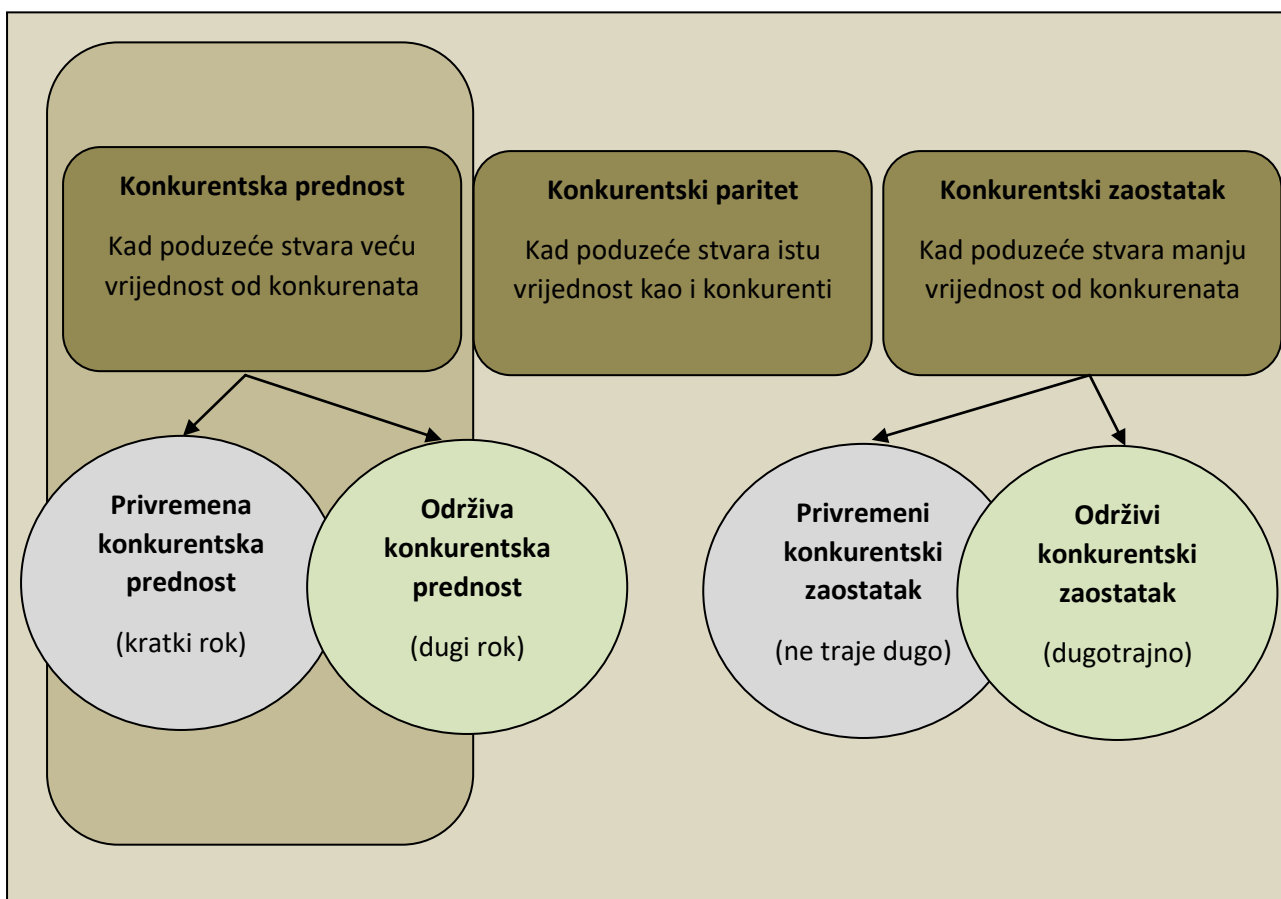 Konkurentska prednost
Kad poduzeće stvara veću
vrijednost od konkurenata
Konkurentski paritet
Kad poduzeće stvara istu
vrijednost kao i konkurenti
Konkurentski zaostatak
Kad poduzeće stvara manju
vrijednost od konkurenata
Privremena
konkurentska
prednost
(kratki rok)
Održiva
konkurentska
prednost
(dugi rok)
Privremeni
konkurentski
zaostatak
(ne traje dugo)
Održivi
konkurentski
zaostatak
(dugotrajno)